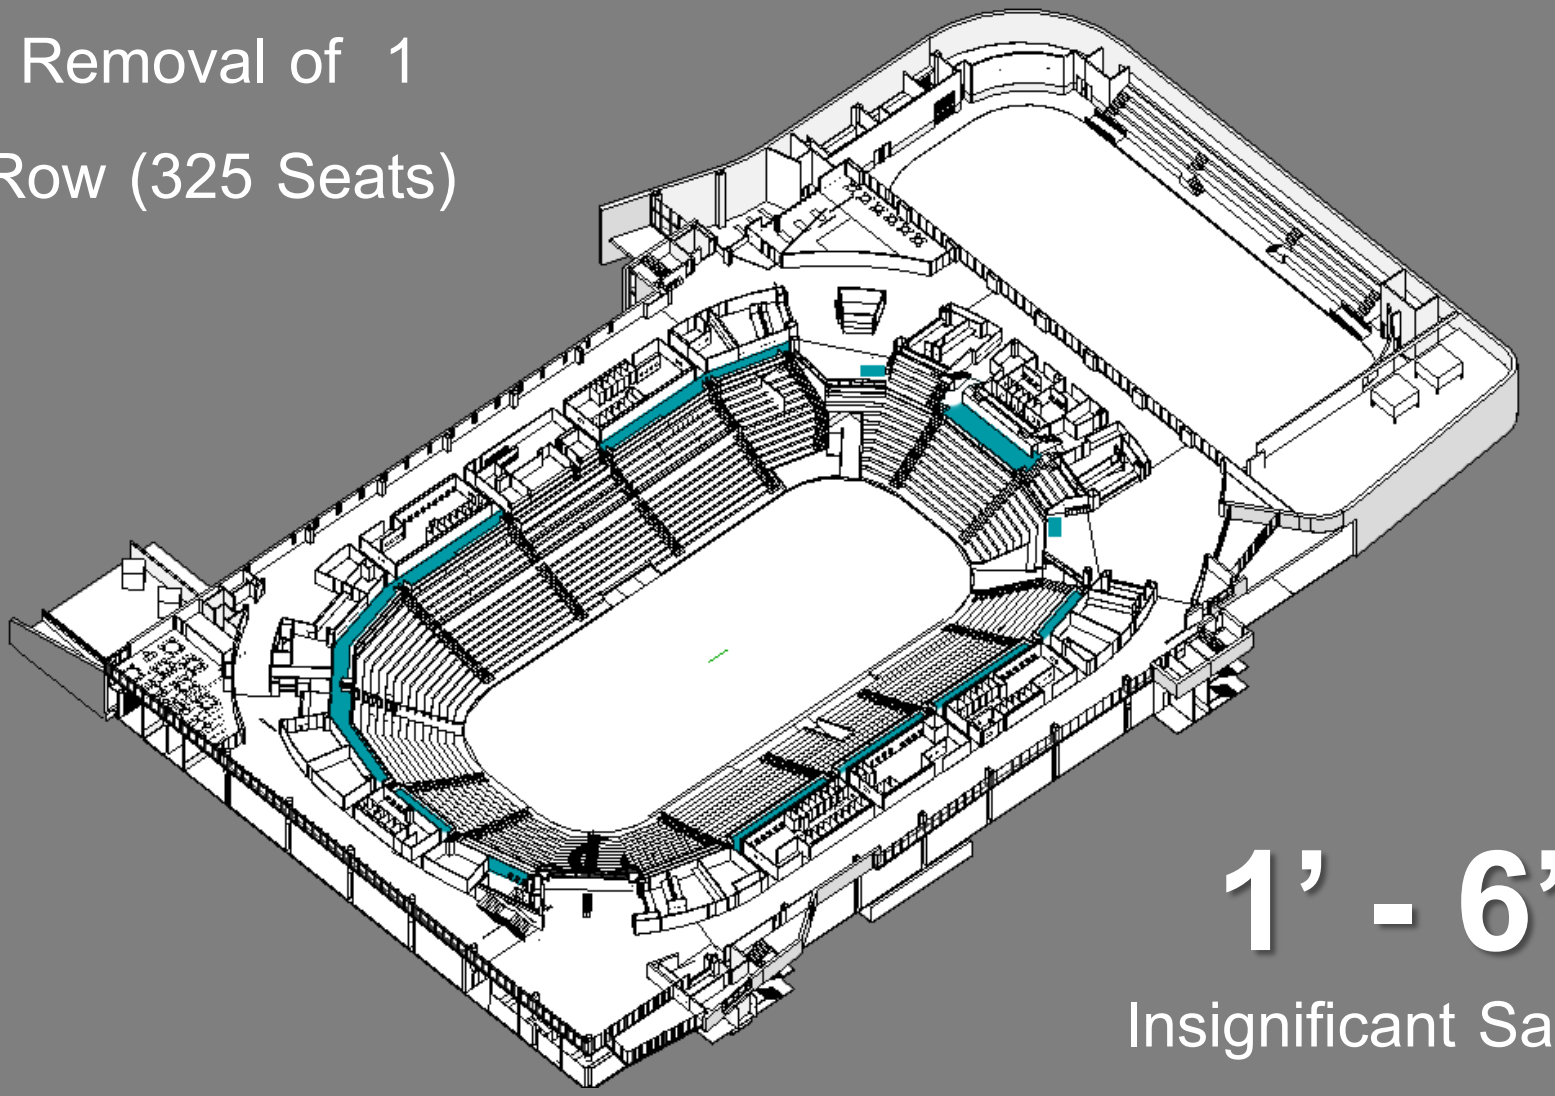 Removal of 1
Row (325 Seats)
1’ - 6”
Insignificant Sa